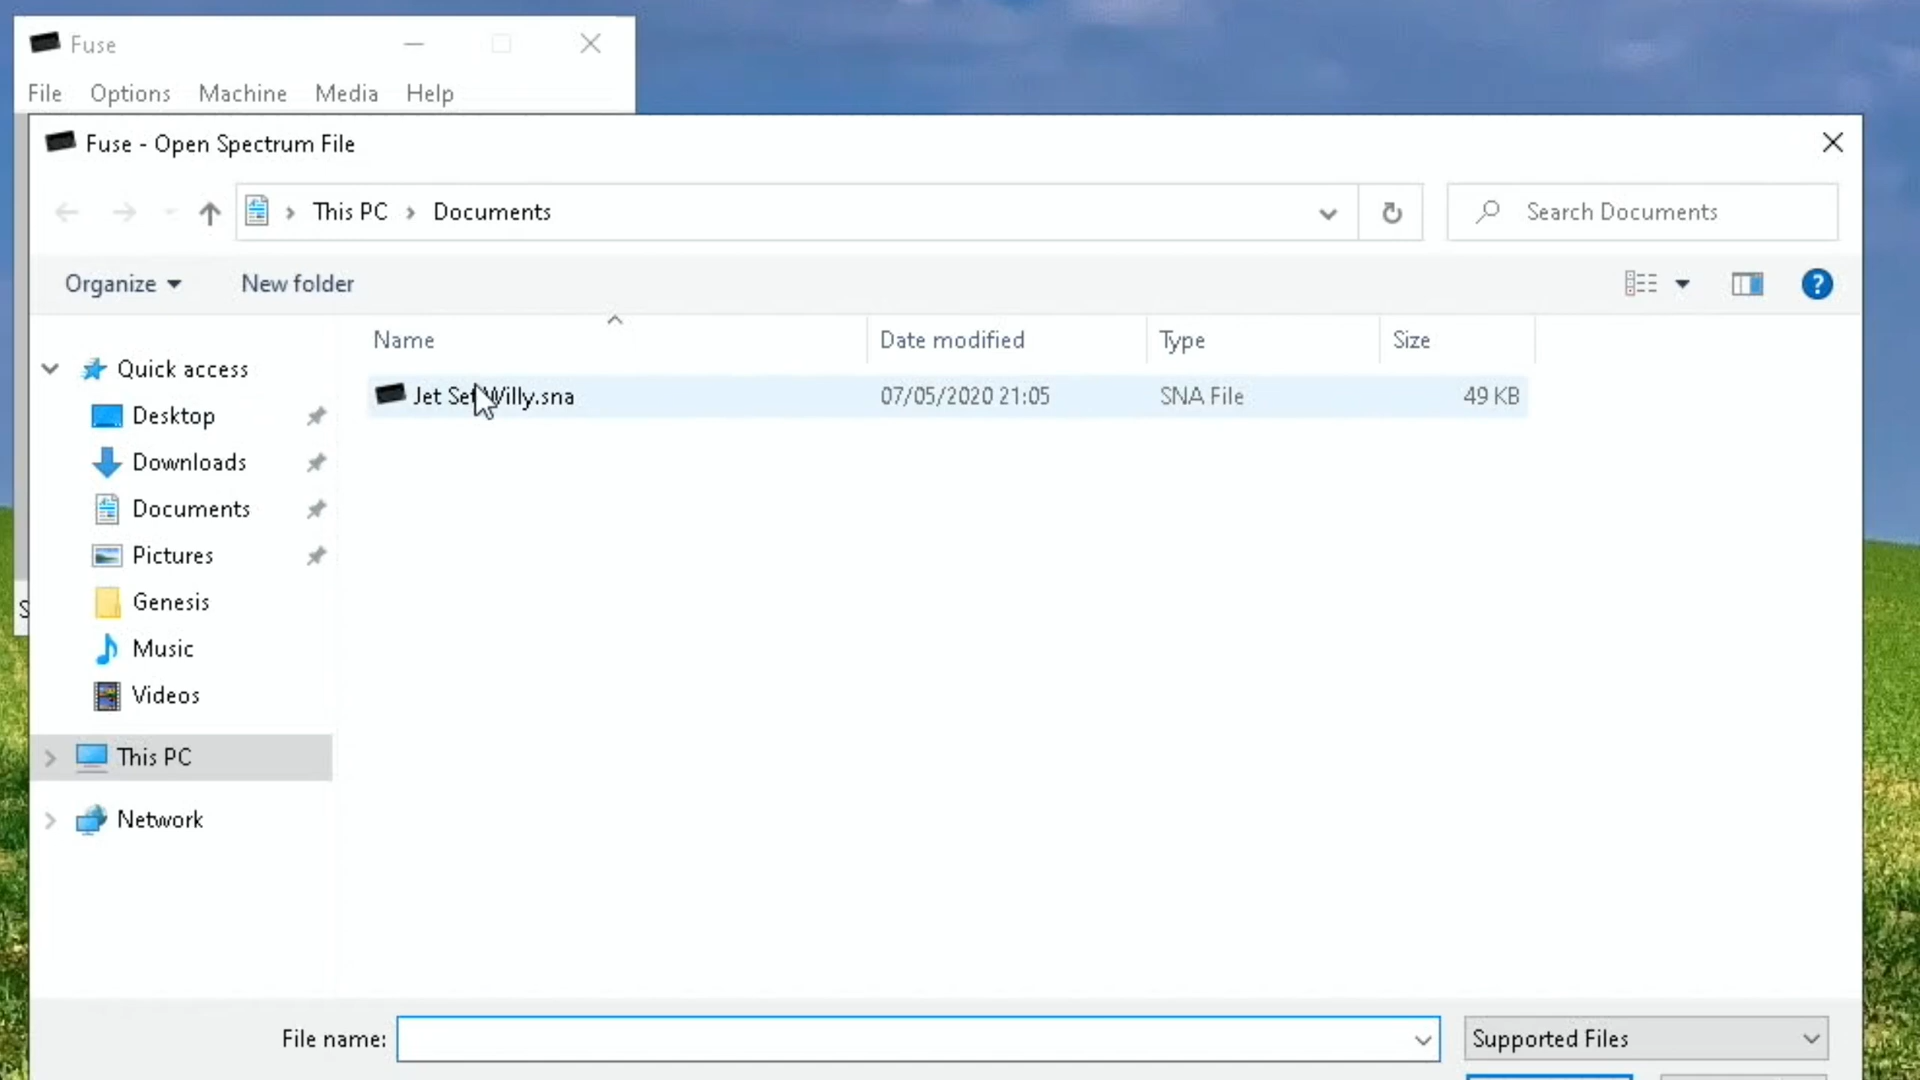 Fuse
File Options Machine Media Help
Fuse - Open Spectrum File
This PC > Documents
Search Documents
Organize
New folder
?
Name
Date modified
Type
Size
Quick access
Jet Set Willy.sna
07/05/2020 21:05
SNA File
49 KB
Desktop
Downloads
Documents
Pictures
Genesis
Music
Videos
This PC
Network
File name:
Supported Files